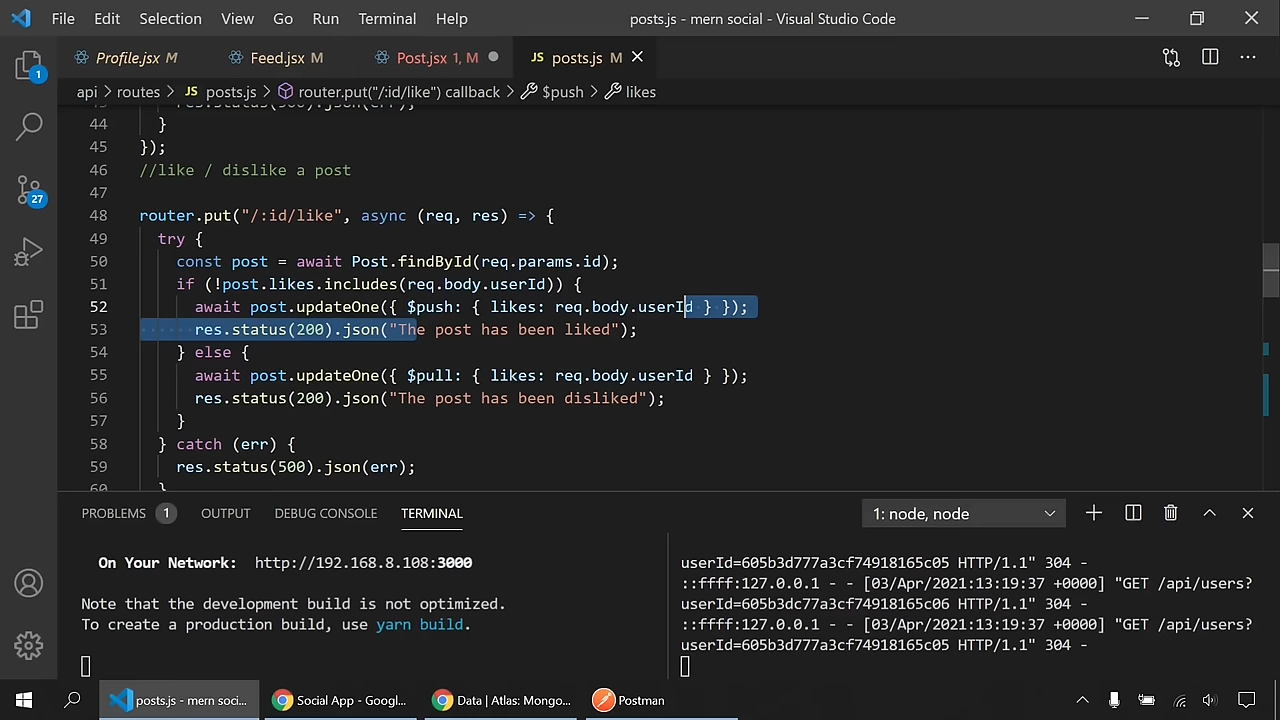 File Edit Selection View Go Run Terminal Help posts.js - mern social - Visual Studio Code
Profile.jsx M Feed.jsx M Post.jsx 1, M JS posts.js M
api > routes > JS posts.js > router.put("/:id/like") callback > $push > likes
1
27
43 res.status(500).json(err);
44 }
45 });
46 //like / dislike a post
47
48 router.put("/:id/like", async (req, res) => {
49 try {
50 const post = await Post.findById(req.params.id);
51 if (!post.likes.includes(req.body.userId)) {
52 await post.updateOne({ $push: { likes: req.body.userId } });
53 res.status(200).json("The post has been liked");
54 } else {
55 await post.updateOne({ $pull: { likes: req.body.userId } });
56 res.status(200).json("The post has been disliked");
57 }
58 } catch (err) {
59 res.status(500).json(err);
60 }
PROBLEMS 1 OUTPUT DEBUG CONSOLE TERMINAL 1: node, node
On Your Network: http://192.168.8.108:3000
Note that the development build is not optimized.
To create a production build, use yarn build.
userId=605b3d777a3cf74918165c05 HTTP/1.1" 304 -
::ffff:127.0.0.1 - - [03/Apr/2021:13:19:37 +0000] "GET /api/users?
userId=605b3dc77a3cf74918165c06 HTTP/1.1" 304 -
::ffff:127.0.0.1 - - [03/Apr/2021:13:19:37 +0000] "GET /api/users?
userId=605b3d777a3cf74918165c05 HTTP/1.1" 304 -
posts.js - mern soci... Social App - Googl... Data | Atlas: Mongo... Postman